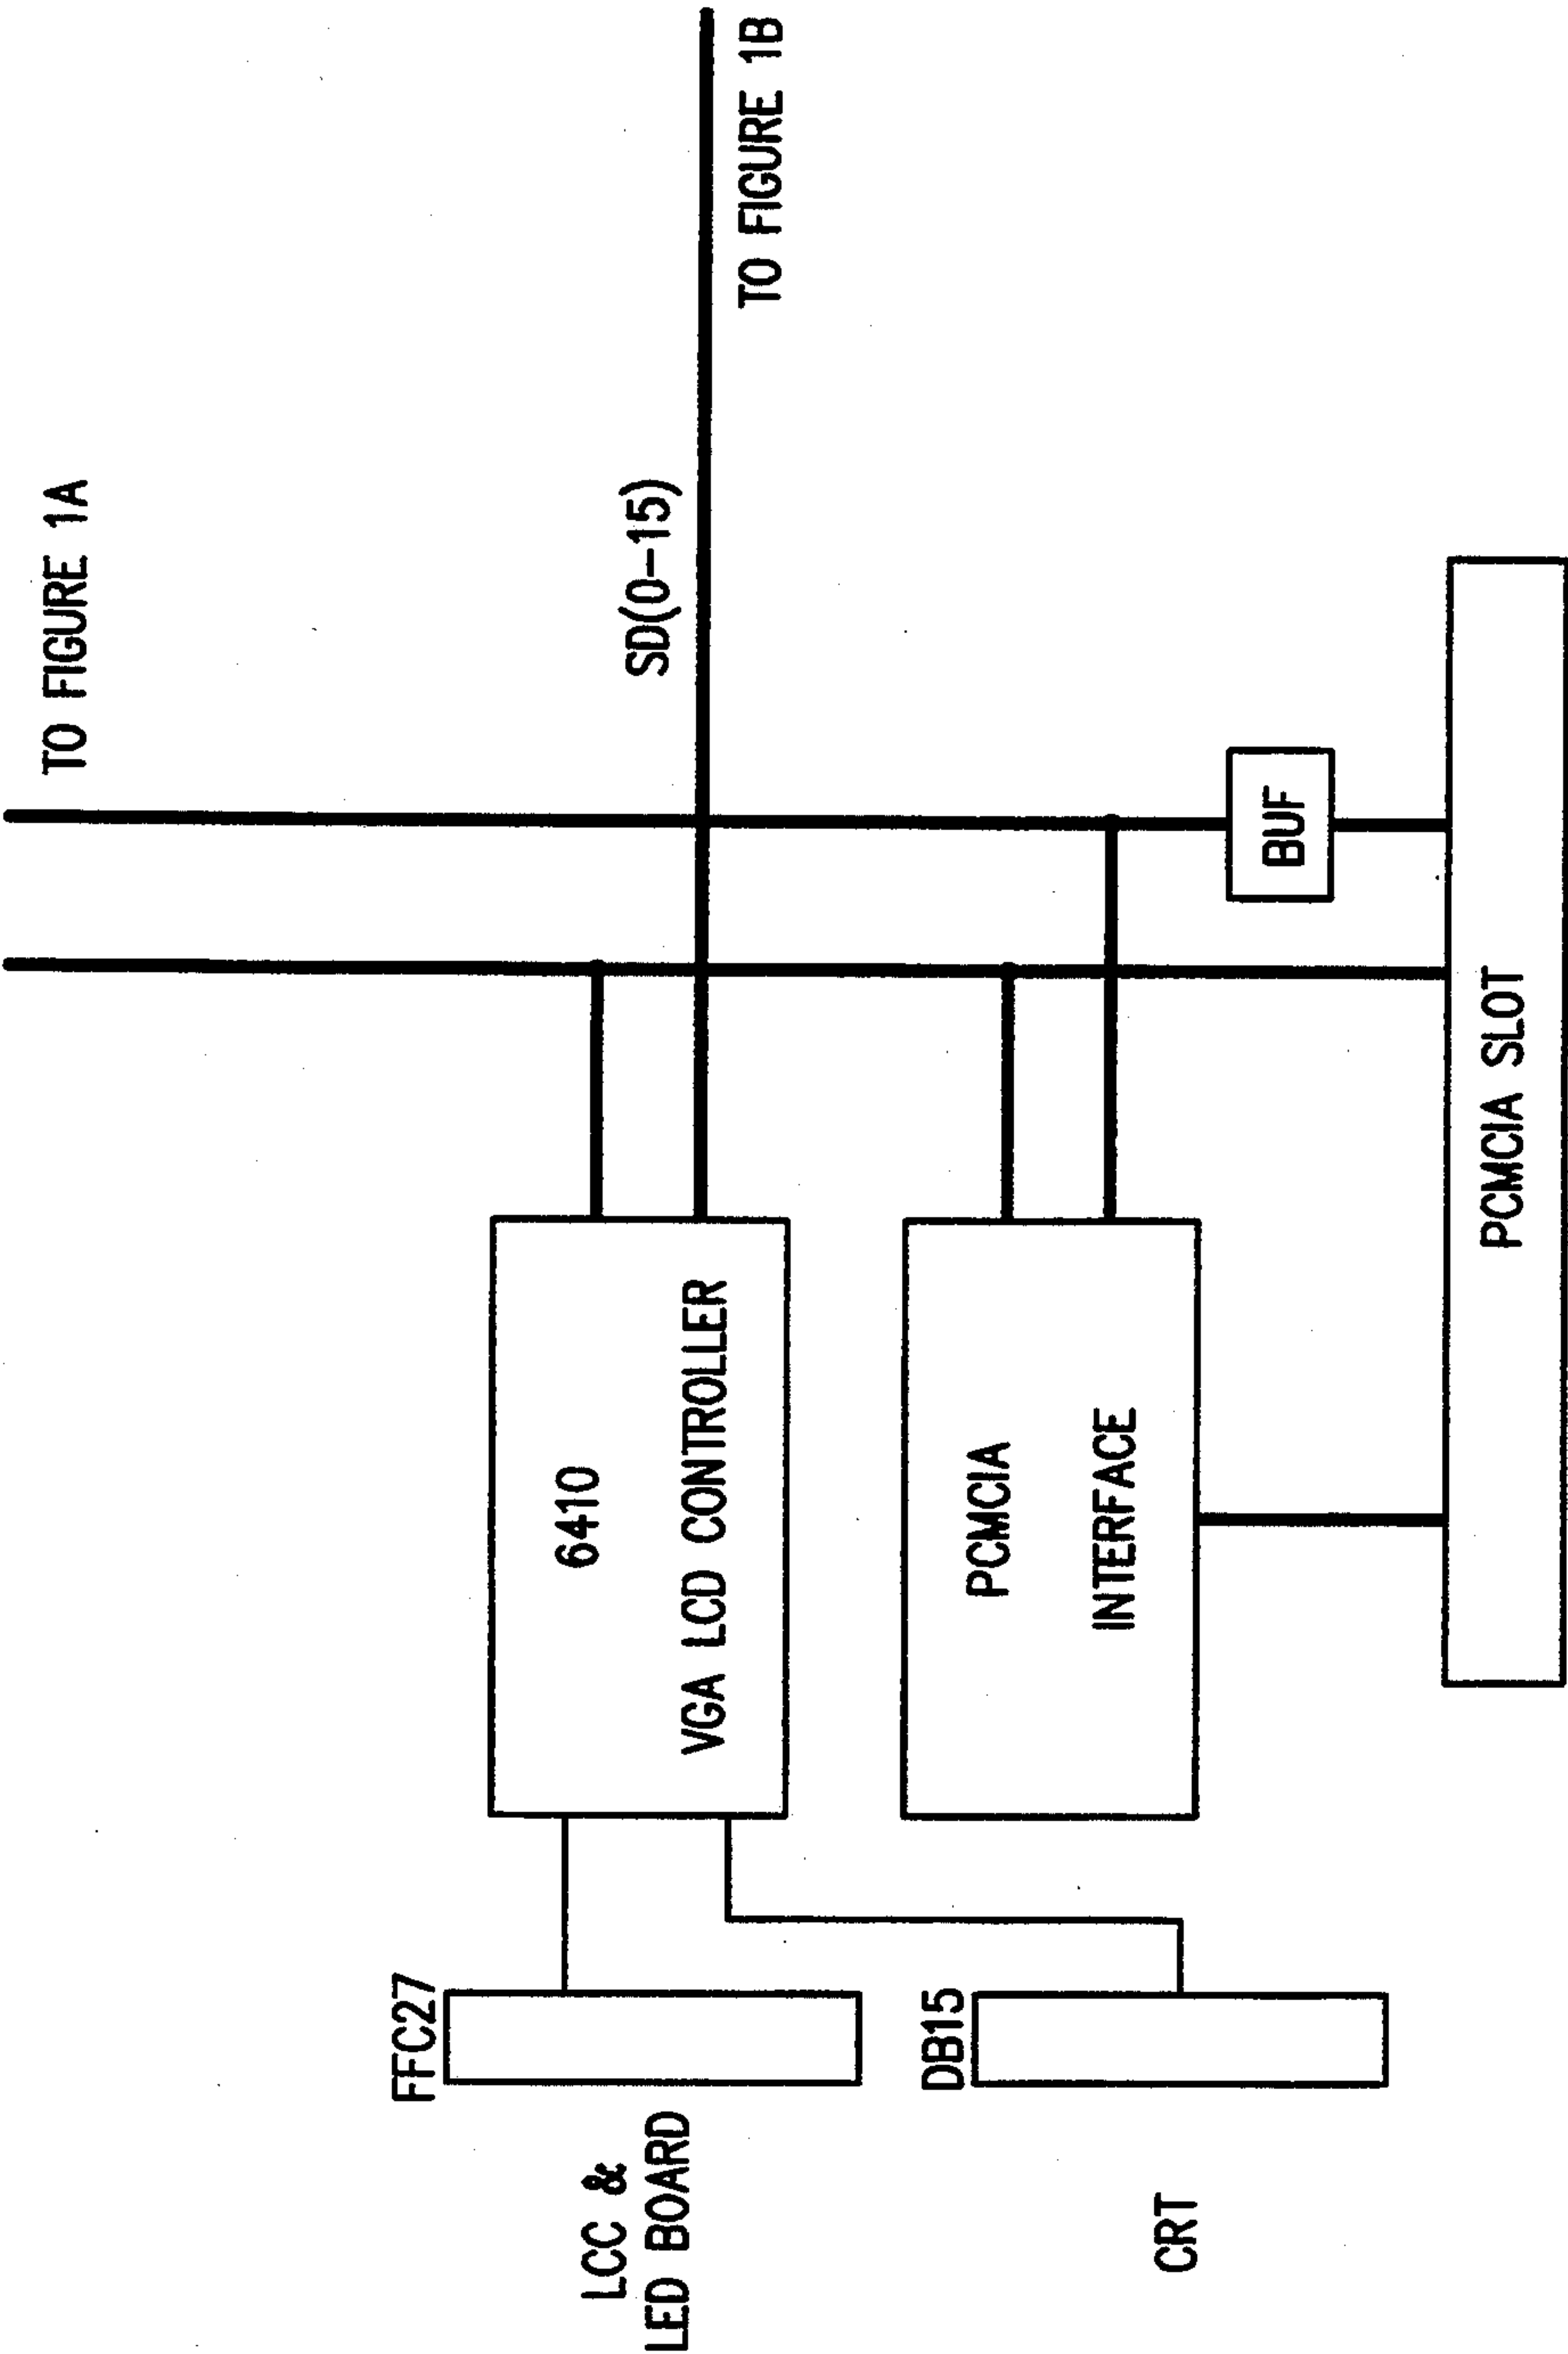 TO FIGURE 1A
FFC27
LCC &
LED BOARD
6410
VGA LCD CONTROLLER
SD(0-15)
TO FIGURE 1B
DB15
CRT
PCMCIA
INTERFACE
BUF
PCMCIA SLOT